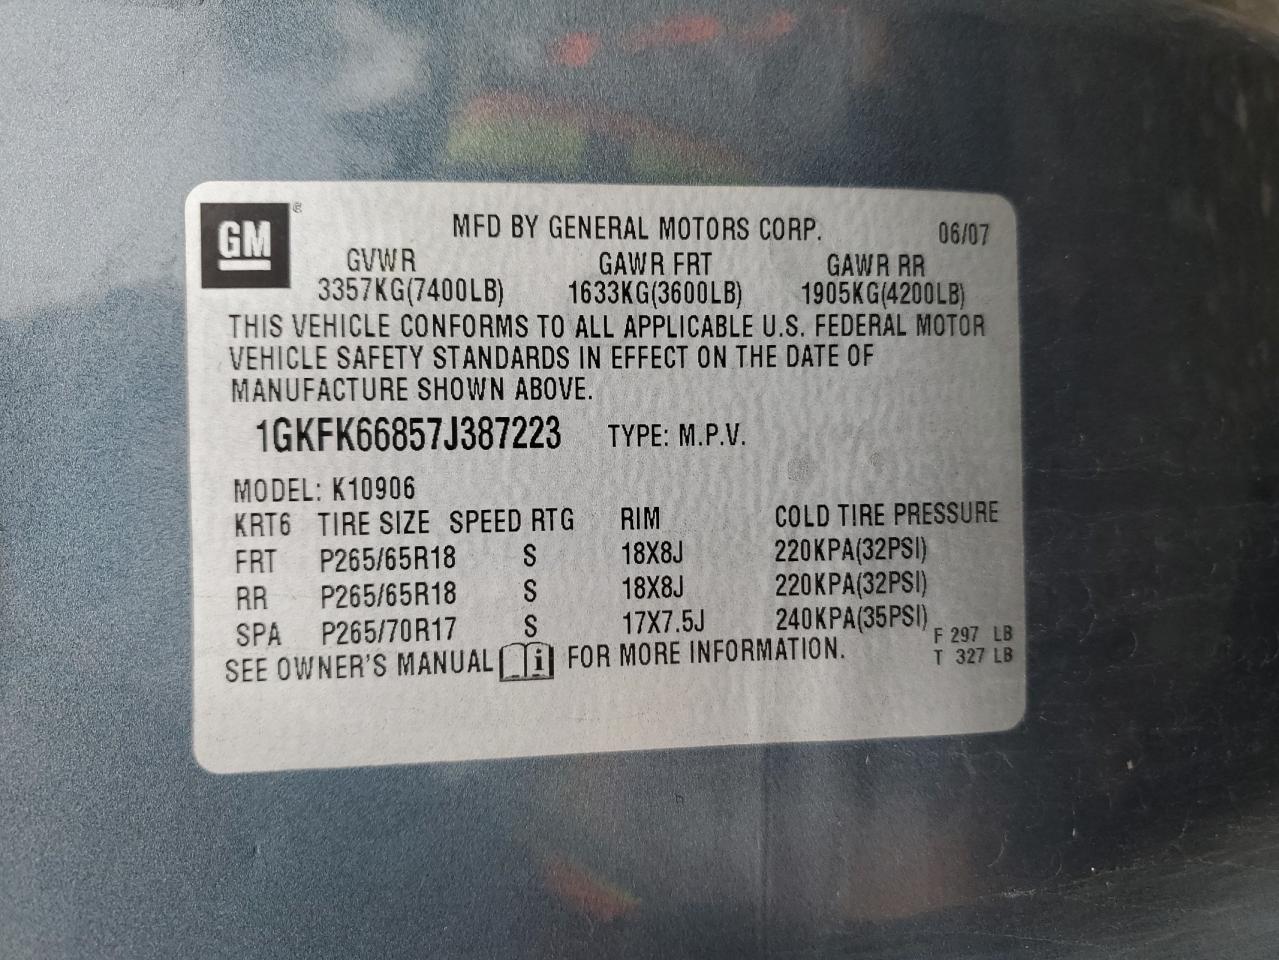 GM ®
MFD BY GENERAL MOTORS CORP. 06/07
GVWR GAWR FRT GAWR RR
3357KG(7400LB) 1633KG(3600LB) 1905KG(4200LB)
THIS VEHICLE CONFORMS TO ALL APPLICABLE U.S. FEDERAL MOTOR
VEHICLE SAFETY STANDARDS IN EFFECT ON THE DATE OF
MANUFACTURE SHOWN ABOVE.
1GKFK66857J387223 TYPE: M.P.V.
MODEL: K10906
KRT6 TIRE SIZE SPEED RTG RIM COLD TIRE PRESSURE
FRT P265/65R18 S 18X8J 220KPA(32PSI)
RR P265/65R18 S 18X8J 220KPA(32PSI)
SPA P265/70R17 S 17X7.5J 240KPA(35PSI)
F 297 LB
SEE OWNER'S MANUAL i FOR MORE INFORMATION.
T 327 LB